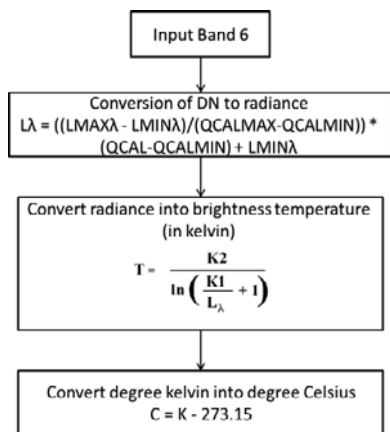 Input Band 6
Conversion of DN to radiance
Lλ = ((LMAXλ - LMINλ)/(QCALMAX-QCALMIN)) *
(QCAL-QCALMIN) + LMINλ
Convert radiance into brightness temperature
(in kelvin)
T = K2 / ln ( K1 / Lλ + 1 )
Convert degree kelvin into degree Celsius
C = K - 273.15